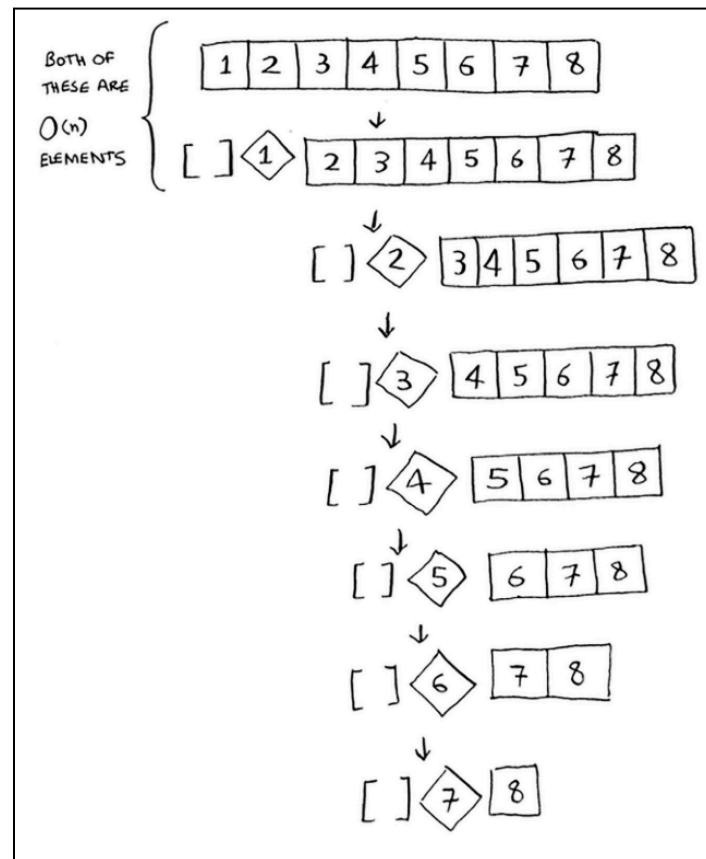 BOTH OF
THESE ARE
O(n)
ELEMENTS
1 2 3 4 5 6 7 8
[ ] 1 2 3 4 5 6 7 8
[ ] 2 3 4 5 6 7 8
[ ] 3 4 5 6 7 8
[ ] 4 5 6 7 8
[ ] 5 6 7 8
[ ] 6 7 8
[ ] 7 8